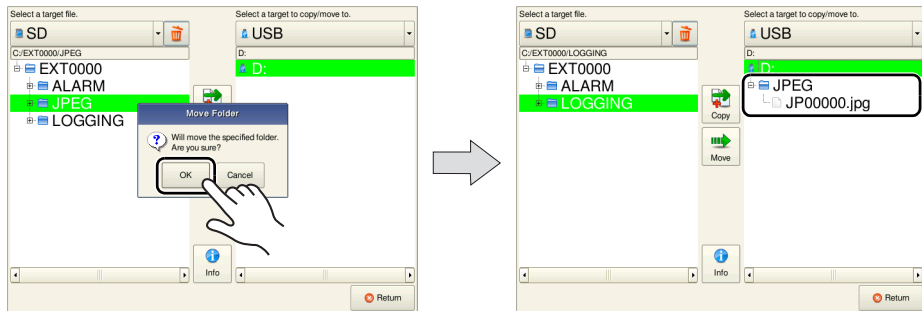 Select a target file.
Select a target to copy/move to.
SD
USB
C:/EXT0000/JPEG
D:
EXT0000
D:
ALARM
JPEG
LOGGING
Move Folder
Will move the specified folder.
Are you sure?
OK
Cancel
Info
Return
Select a target file.
Select a target to copy/move to.
SD
USB
C:/EXT0000/LOGGING
D:
EXT0000
D:
ALARM
JPEG
LOGGING
JP00000.jpg
Copy
Move
Info
Return